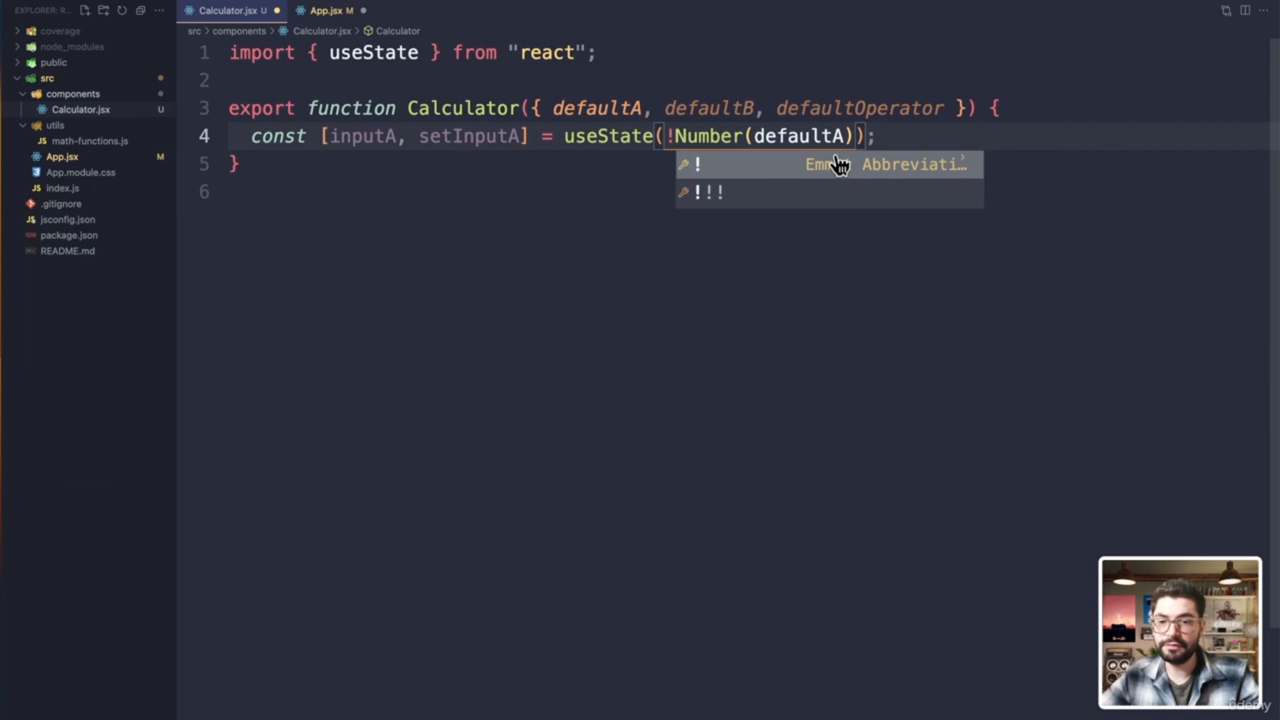 EXPLORER: R...
Calculator.jsx U
App.jsx M
coverage
node_modules
public
src
components
Calculator.jsx U
utils
math-functions.js
App.jsx M
App.module.css
index.js
.gitignore
jsconfig.json
package.json
README.md
src > components > Calculator.jsx > Calculator
1 import { useState } from "react";
2
3 export function Calculator({ defaultA, defaultB, defaultOperator }) {
4 const [inputA, setInputA] = useState(!Number(defaultA));
5 }
6
! Abbreviati...
!!!